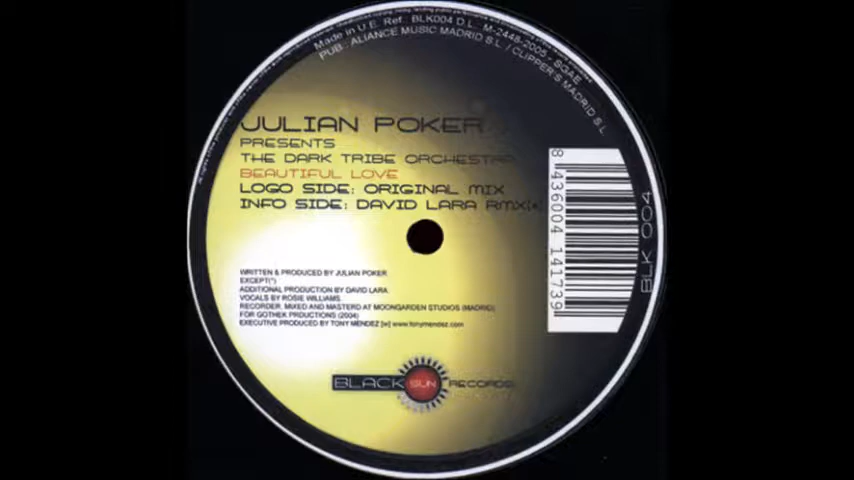 Made in U.E. Ref.: BLK004 D.L. M-2448-2005 - SGAE
PUB.: ALIANCE MUSIC MADRID S.L. / CLIPPER'S MADRID S.L.
JULIAN POKER
PRESENTS
THE DARK TRIBE ORCHESTRA
BEAUTIFUL LOVE
LOGO SIDE: ORIGINAL MIX
INFO SIDE: DAVID LARA RMX(*)
WRITTEN & PRODUCED BY JULIAN POKER
EXCEPT(*)
ADDITIONAL PRODUCTION BY DAVID LARA
VOCALS BY ROSIE WILLIAMS
RECORDER, MIXED AND MASTERD AT MOONGARDEN STUDIOS (MADRID)
FOR GOTHEK PRDUCTIONS (2004)
EXECUTIVE PRODUCED BY TONY MENDEZ [w] www.tonymendez.com
BLACK SUN RECORDS
8 436004 141739
BLK 004